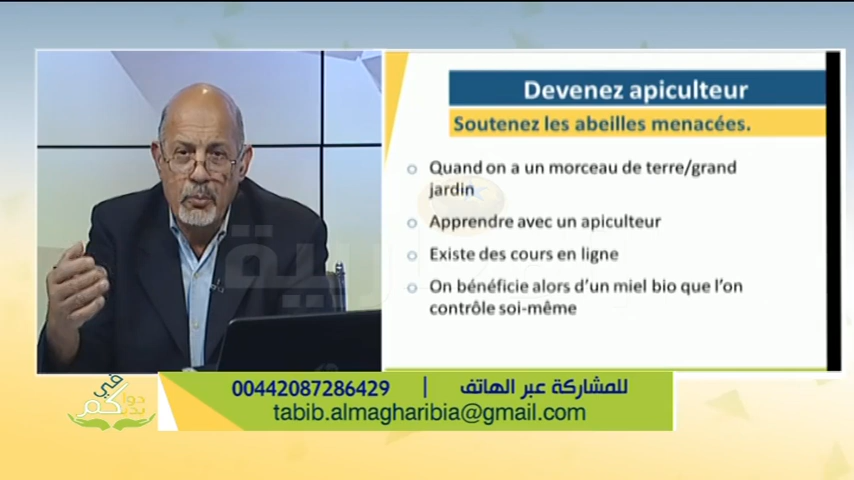 Devenez apiculteur
Soutenez les abeilles menacées.
Quand on a un morceau de terre/grand
jardin
Apprendre avec un apiculteur
Existe des cours en ligne
On bénéficie alors d'un miel bio que l'on
contrôle soi-même
للمشاركة عبر الهاتف | 00442087286429
tabib.almagharibia@gmail.com
في
دواكم